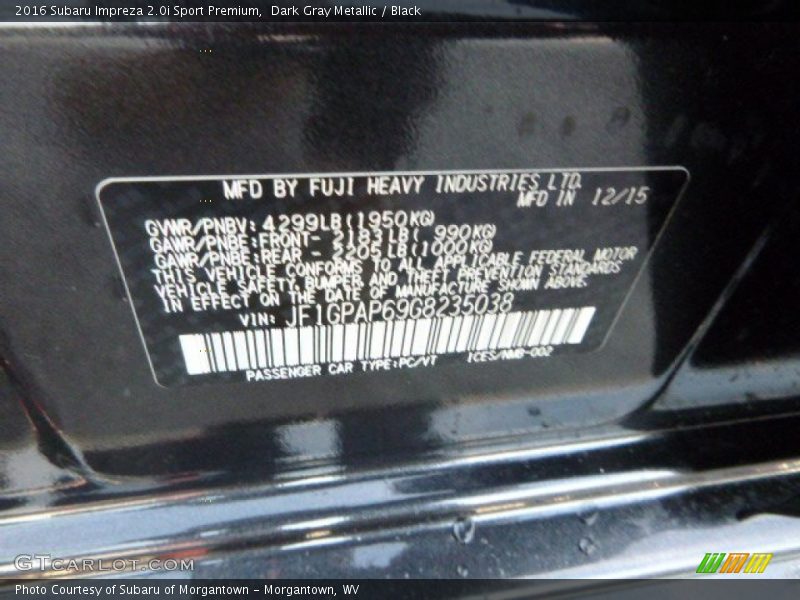 2016 Subaru Impreza 2.0i Sport Premium,  Dark Gray Metallic / Black
MFD BY FUJI HEAVY INDUSTRIES LTD.
MFD IN 12/15
GVWR/PNBV: 4299LB(1950KG)
GAWR/PNBE:FRONT- 2183LB( 990KG)
GAWR/PNBE:REAR - 2205LB(1000KG)
THIS VEHICLE CONFORMS TO ALL APPLICABLE FEDERAL MOTOR
VEHICLE SAFETY, BUMPER, AND THEFT PREVENTION STANDARDS
IN EFFECT ON THE DATE OF MANUFACTURE SHOWN ABOVE.
VIN: JF1GPAP69G8235038
PASSENGER CAR TYPE:PC/VT ICES/NMB-002
GTCARLOT.COM
Photo Courtesy of Subaru of Morgantown - Morgantown, WV